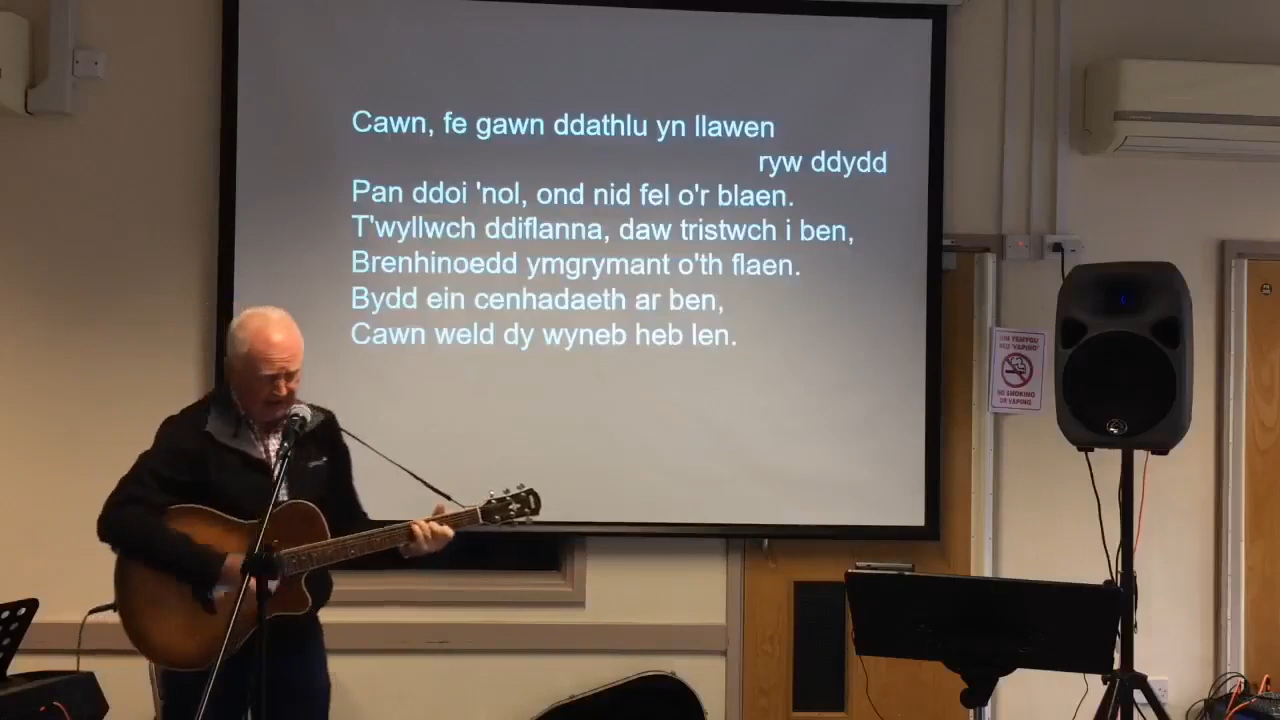 Cawn, fe gawn ddathlu yn llawen
ryw ddydd
Pan ddoi 'nol, ond nid fel o'r blaen.
T'wyllwch ddiflanna, daw tristwch i ben,
Brenhinoedd ymgrymant o'th flaen.
Bydd ein cenhadaeth ar ben,
Cawn weld dy wyneb heb len.
NO SMOKING
OR VAPING